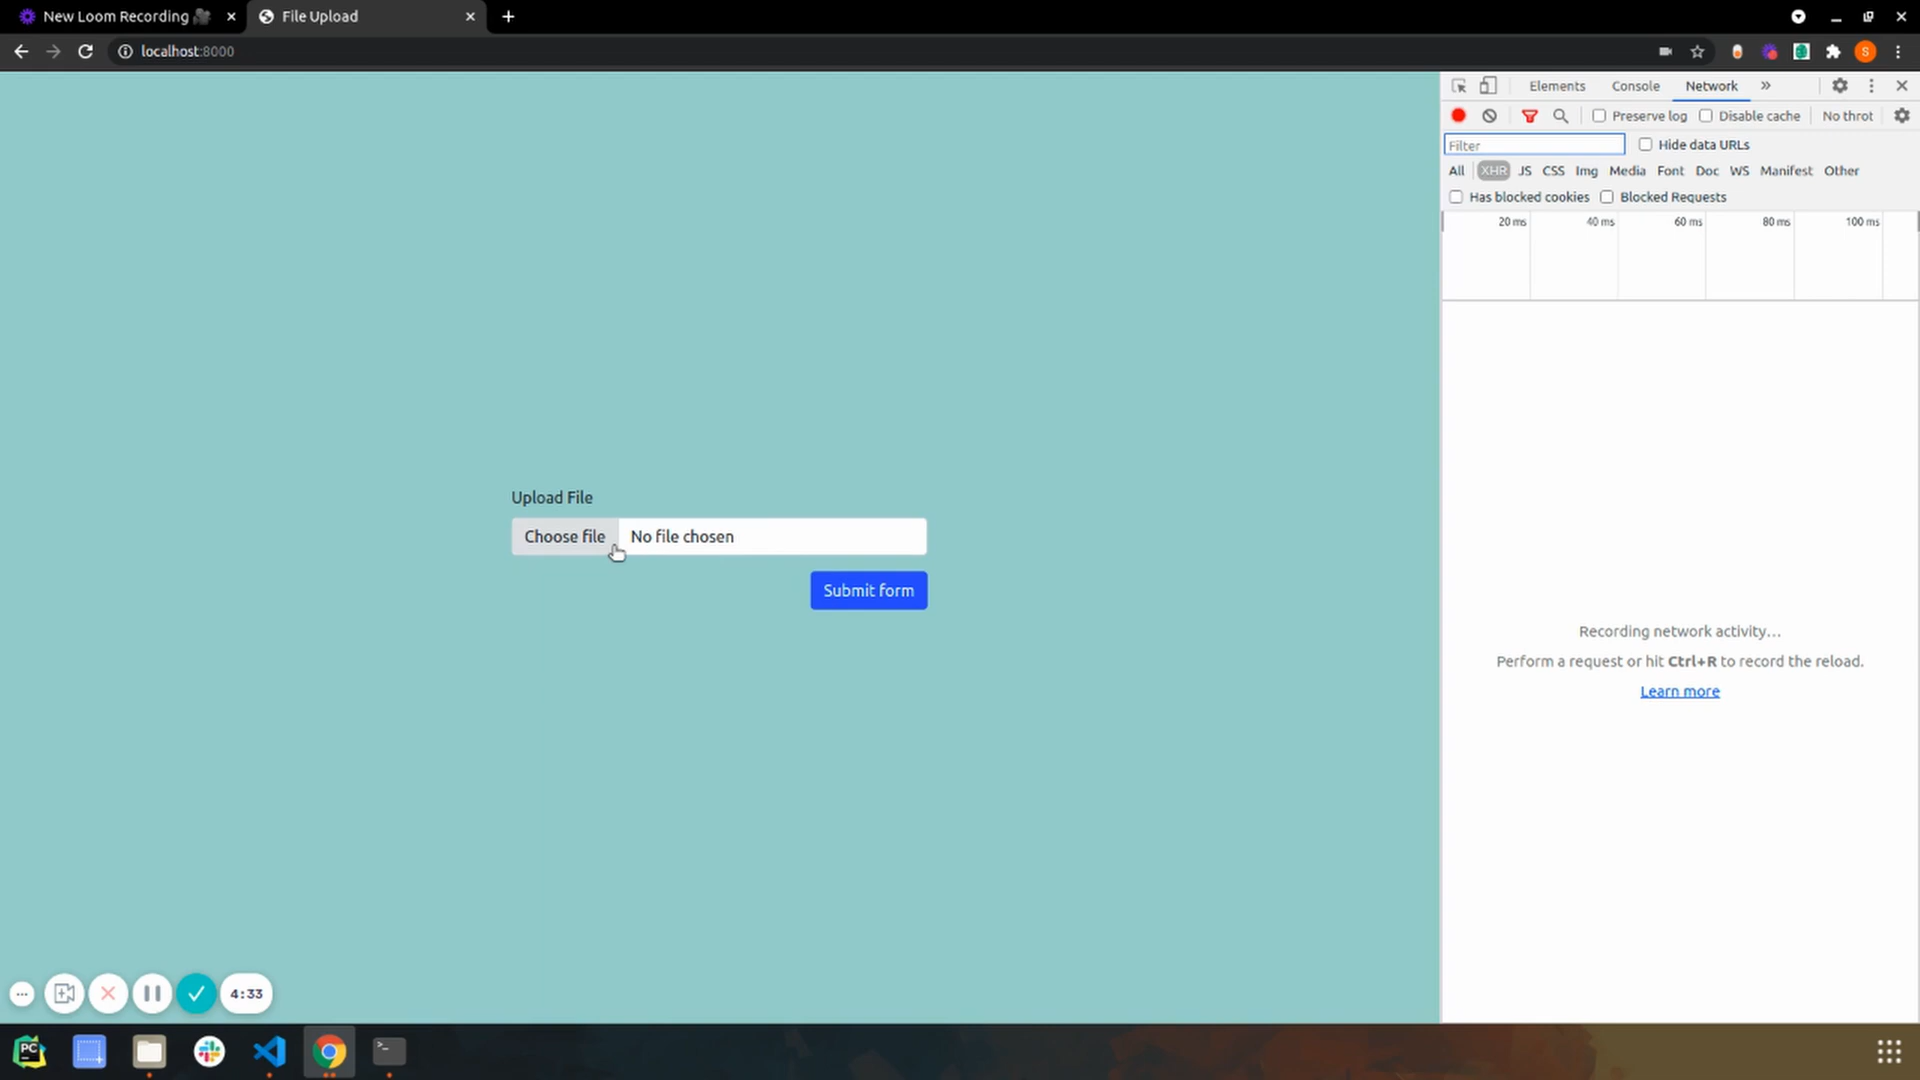 New Loom Recording
File Upload
localhost:8000
S
Elements Console Network
Preserve log Disable cache No throt
Filter Hide data URLs
All XHR JS CSS Img Media Font Doc WS Manifest Other
Has blocked cookies Blocked Requests
20 ms 40 ms 60 ms 80 ms 100 ms
Upload File
Choose file No file chosen
Submit form
Recording network activity...
Perform a request or hit Ctrl+R to record the reload.
Learn more
4:33
PC